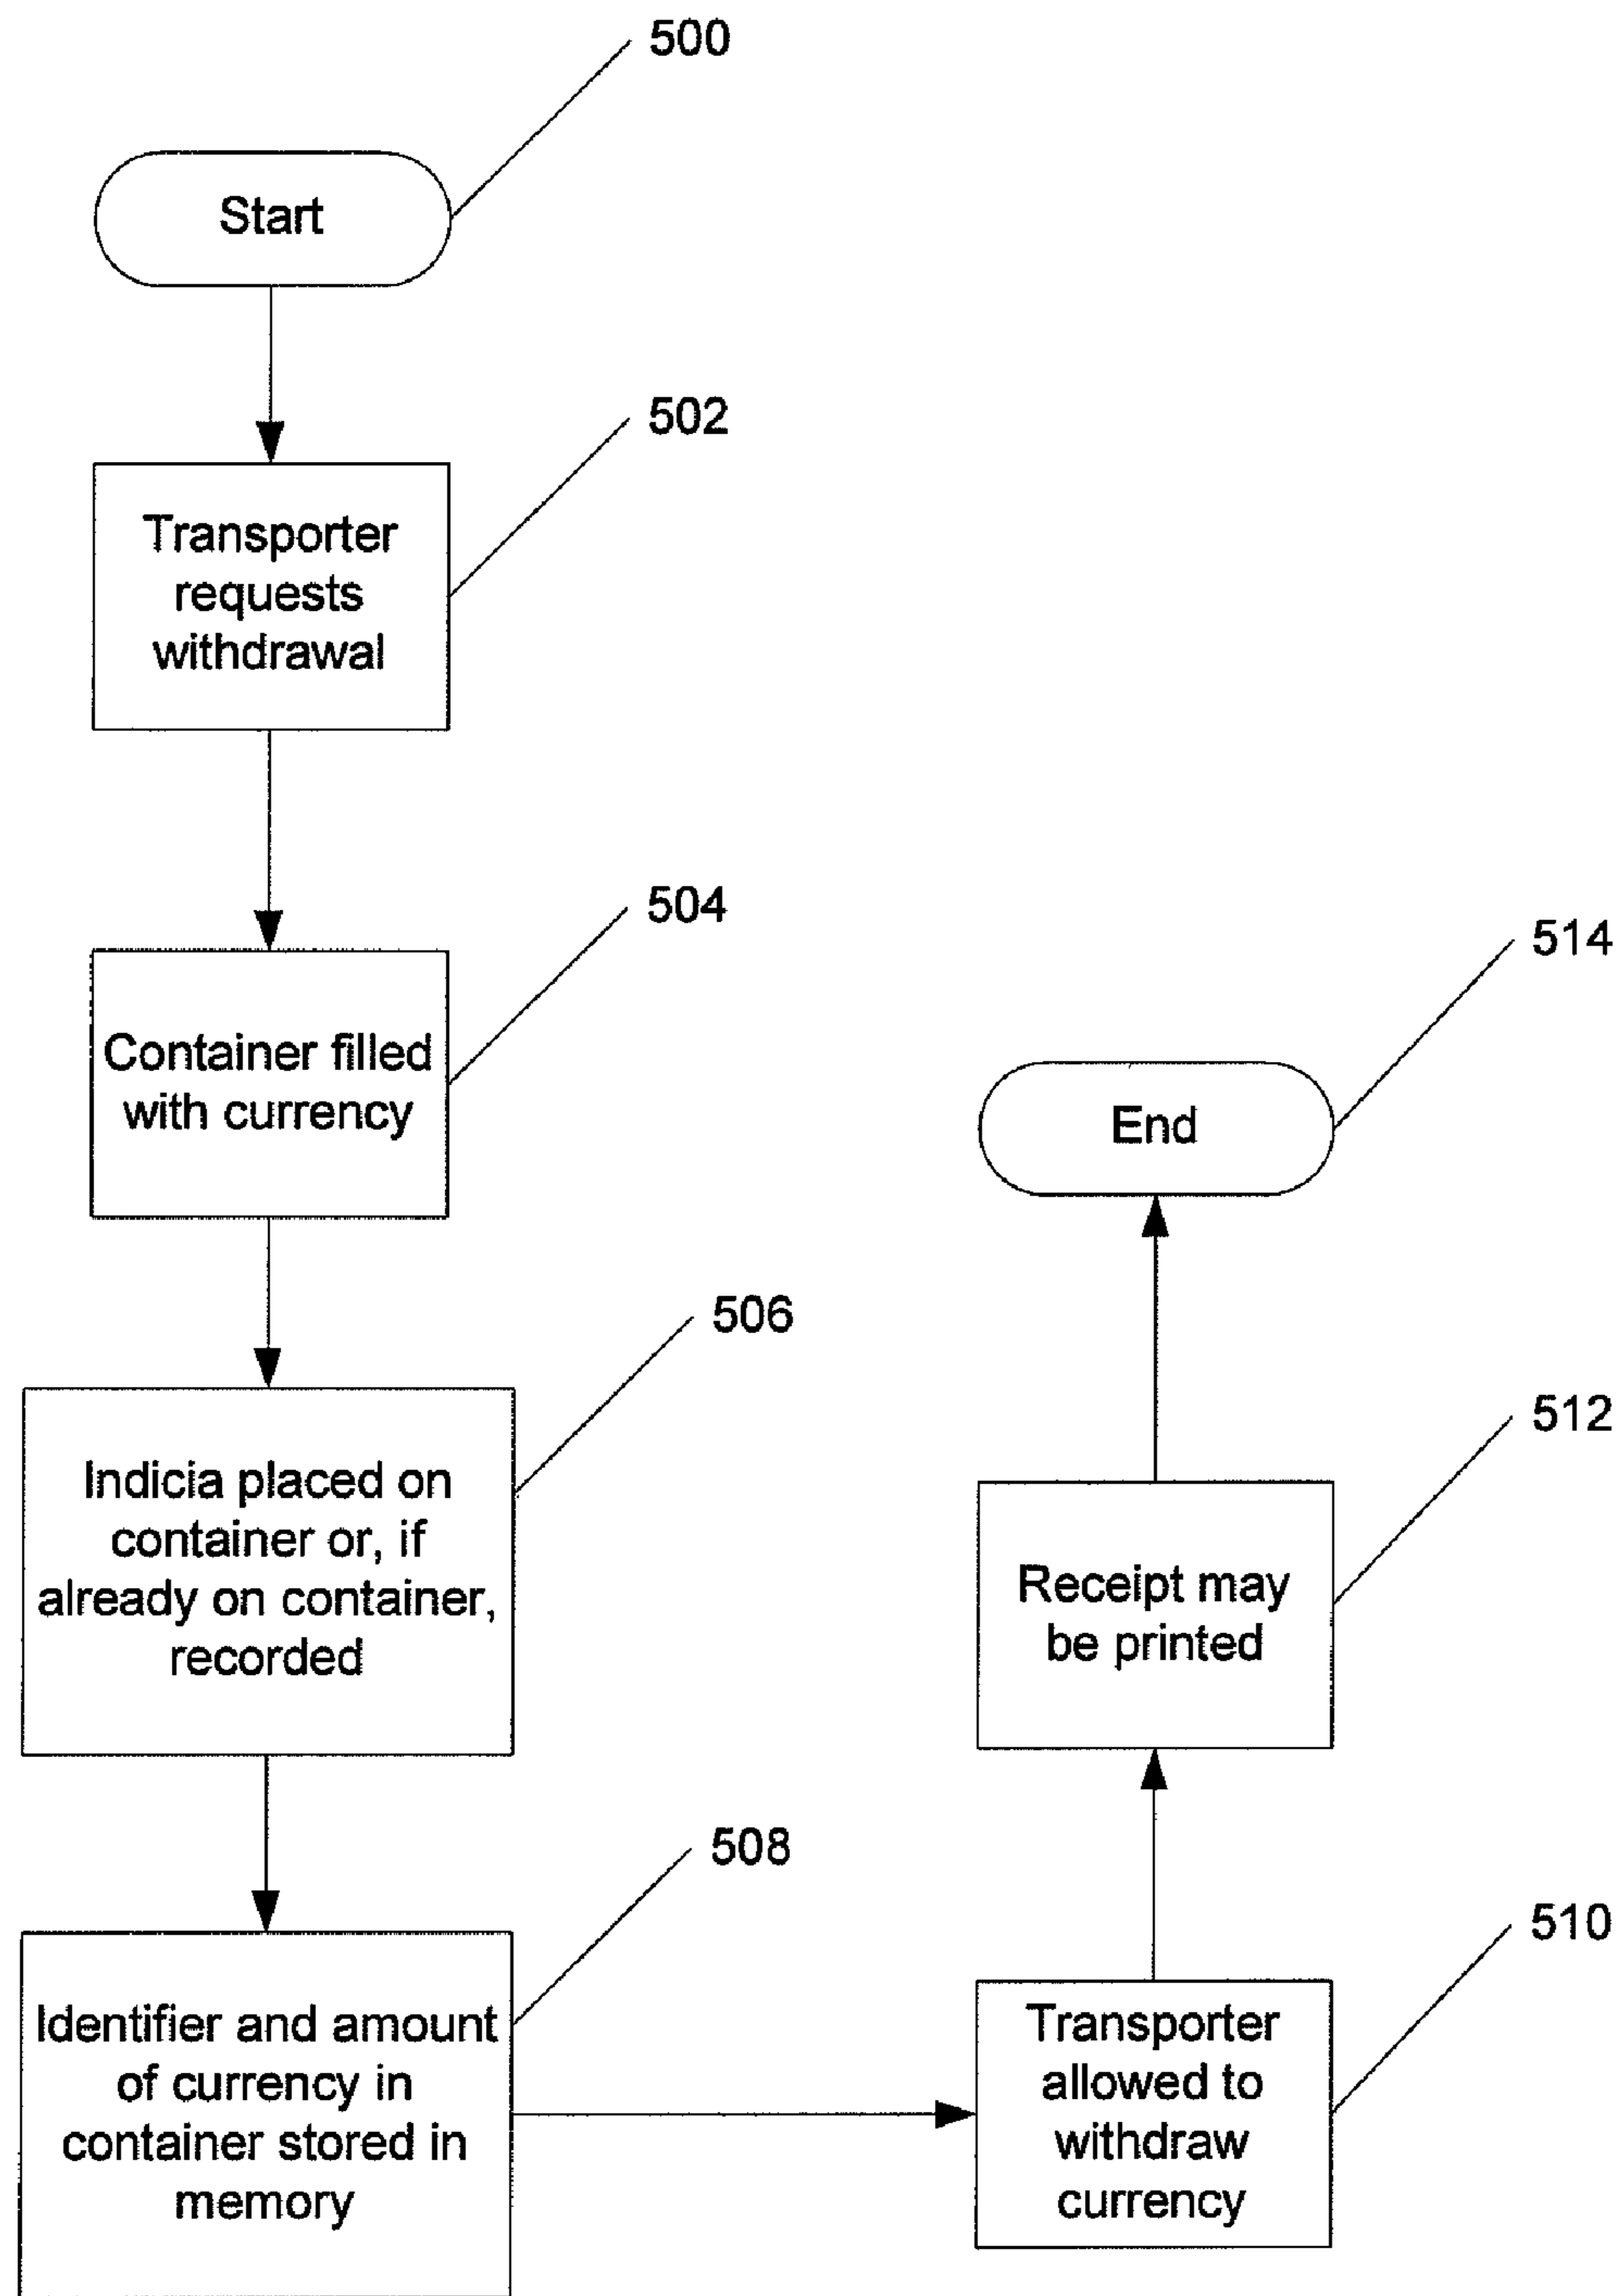 500
Start
502
Transporter
requests
withdrawal
504
Container filled
with currency
506
Indicia placed on
container or, if
already on container,
recorded
508
Identifier and amount
of currency in
container stored in
memory
510
Transporter
allowed to
withdraw
currency
512
Receipt may
be printed
514
End